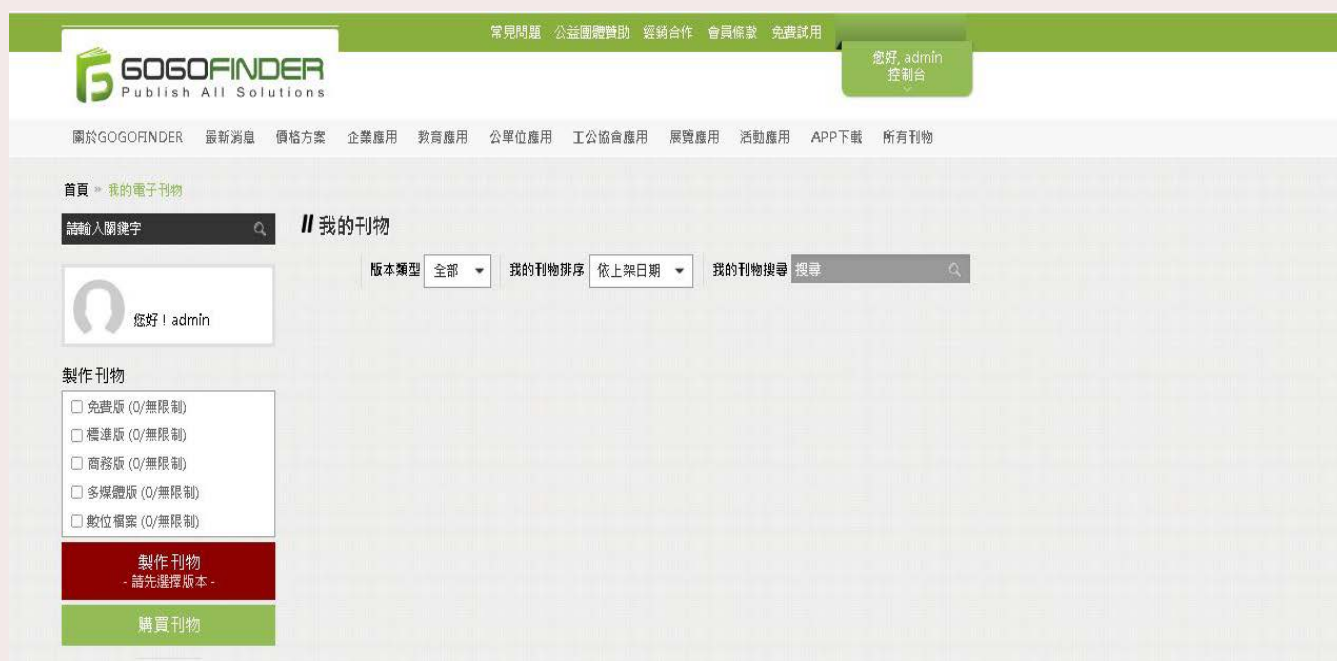 常見問題 公益團體贊助 經銷合作 會員條款 免費試用
您好, admin
控制台
GOGOFINDER
Publish All Solutions
關於GOGOFINDER 最新消息 價格方案 企業應用 教育應用 公單位應用 工公協會應用 展覽應用 活動應用 APP下載 所有刊物
首頁 » 我的電子刊物
請輸入關鍵字
// 我的刊物
版本類型 全部 我的刊物排序 依上架日期 我的刊物搜尋 搜尋
您好！admin
製作刊物
免費版 (0/無限制)
標準版 (0/無限制)
商務版 (0/無限制)
多媒體版 (0/無限制)
數位檔案 (0/無限制)
製作刊物
- 請先選擇版本 -
購買刊物